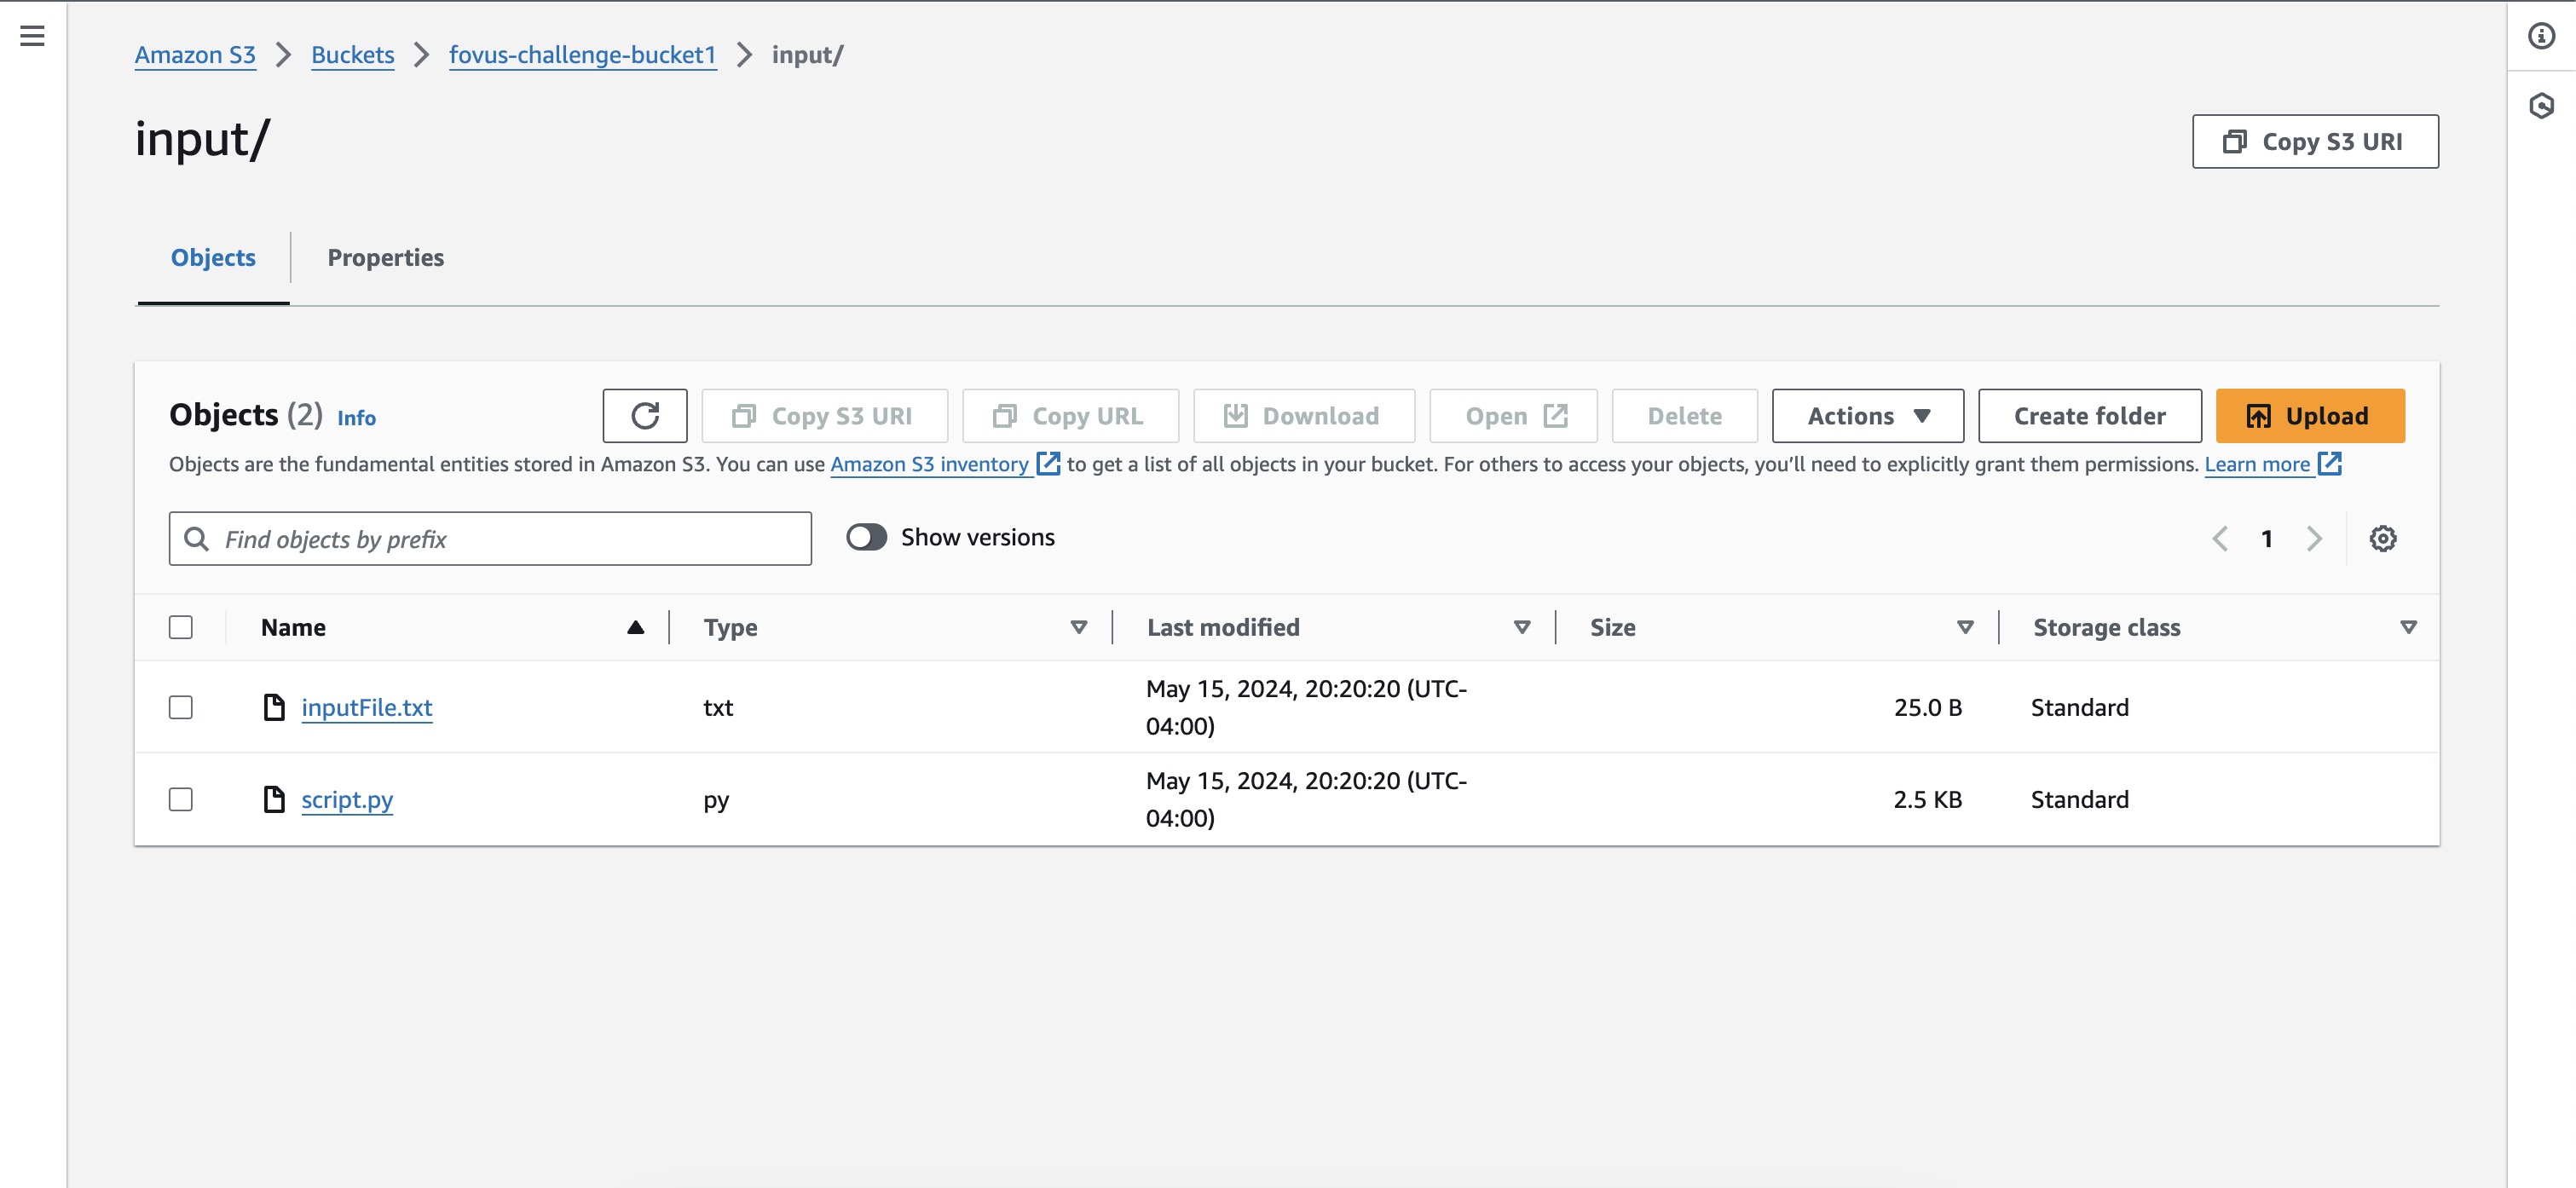 Amazon S3 > Buckets > fovus-challenge-bucket1 > input/
input/
Copy S3 URI
Objects
Properties
Objects (2) Info
Copy S3 URI
Copy URL
Download
Open
Delete
Actions
Create folder
Upload
Objects are the fundamental entities stored in Amazon S3. You can use Amazon S3 inventory to get a list of all objects in your bucket. For others to access your objects, you’ll need to explicitly grant them permissions. Learn more
Find objects by prefix
Show versions
1
Name
Type
Last modified
Size
Storage class
inputFile.txt
txt
May 15, 2024, 20:20:20 (UTC-
04:00)
25.0 B
Standard
script.py
py
May 15, 2024, 20:20:20 (UTC-
04:00)
2.5 KB
Standard